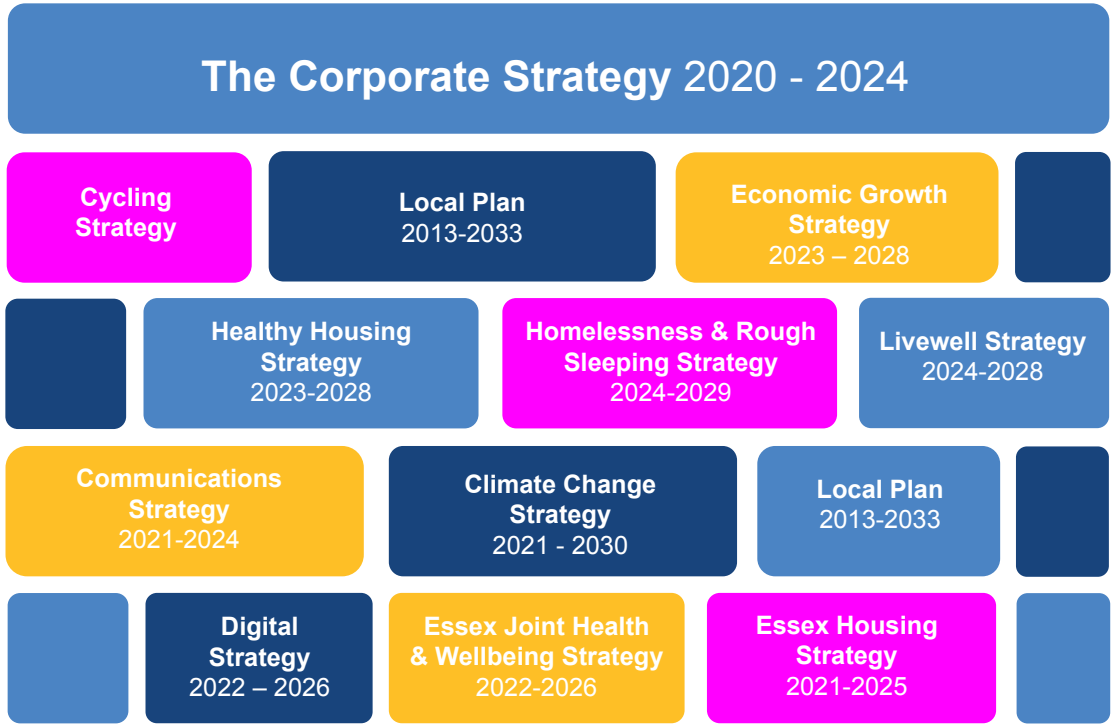 The Corporate Strategy 2020 - 2024
Cycling
Strategy
Local Plan
2013-2033
Economic Growth
Strategy
2023 – 2028
Healthy Housing
Strategy
2023-2028
Homelessness & Rough
Sleeping Strategy
2024-2029
Livewell Strategy
2024-2028
Communications
Strategy
2021-2024
Climate Change
Strategy
2021 - 2030
Local Plan
2013-2033
Digital
Strategy
2022 – 2026
Essex Joint Health
& Wellbeing Strategy
2022-2026
Essex Housing
Strategy
2021-2025